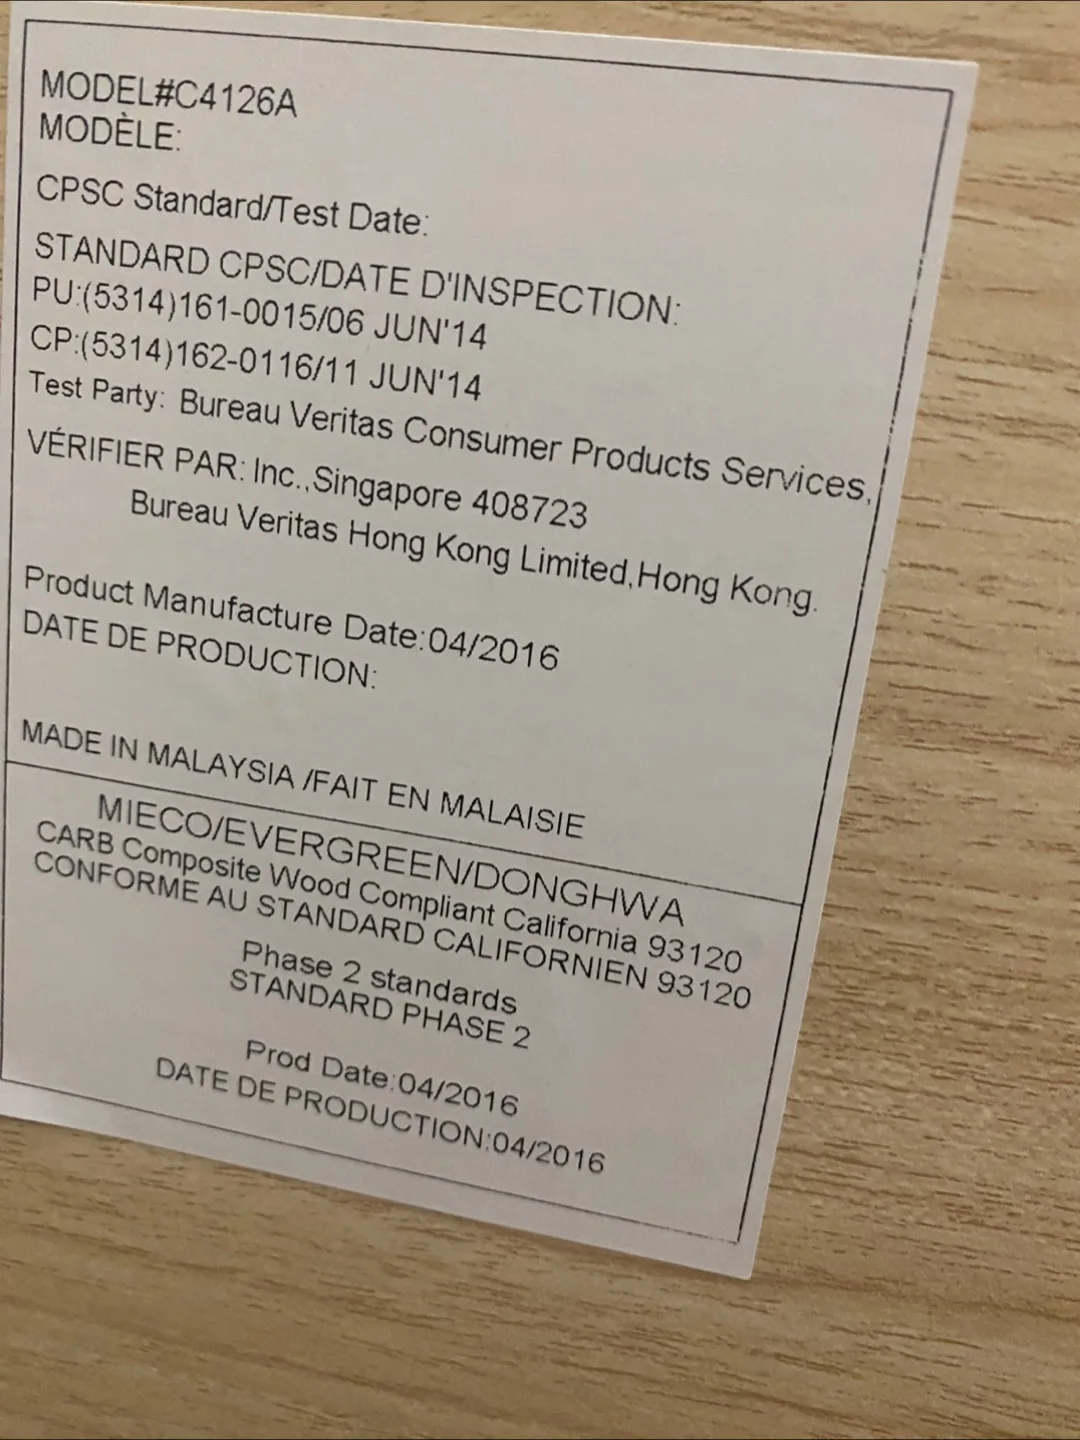 MODEL#C4126A
MODÈLE:
CPSC Standard/Test Date:
STANDARD CPSC/DATE D'INSPECTION:
PU:(5314)161-0015/06 JUN'14
CP:(5314)162-0116/11 JUN'14
Test Party: Bureau Veritas Consumer Products Services,
VÉRIFIER PAR: Inc.,Singapore 408723
Bureau Veritas Hong Kong Limited,Hong Kong.
Product Manufacture Date:04/2016
DATE DE PRODUCTION:
MADE IN MALAYSIA /FAIT EN MALAISIE
MIECO/EVERGREEN/DONGHWA
CARB Composite Wood Compliant California 93120
CONFORME AU STANDARD CALIFORNIEN 93120
Phase 2 standards
STANDARD PHASE 2
Prod Date:04/2016
DATE DE PRODUCTION:04/2016